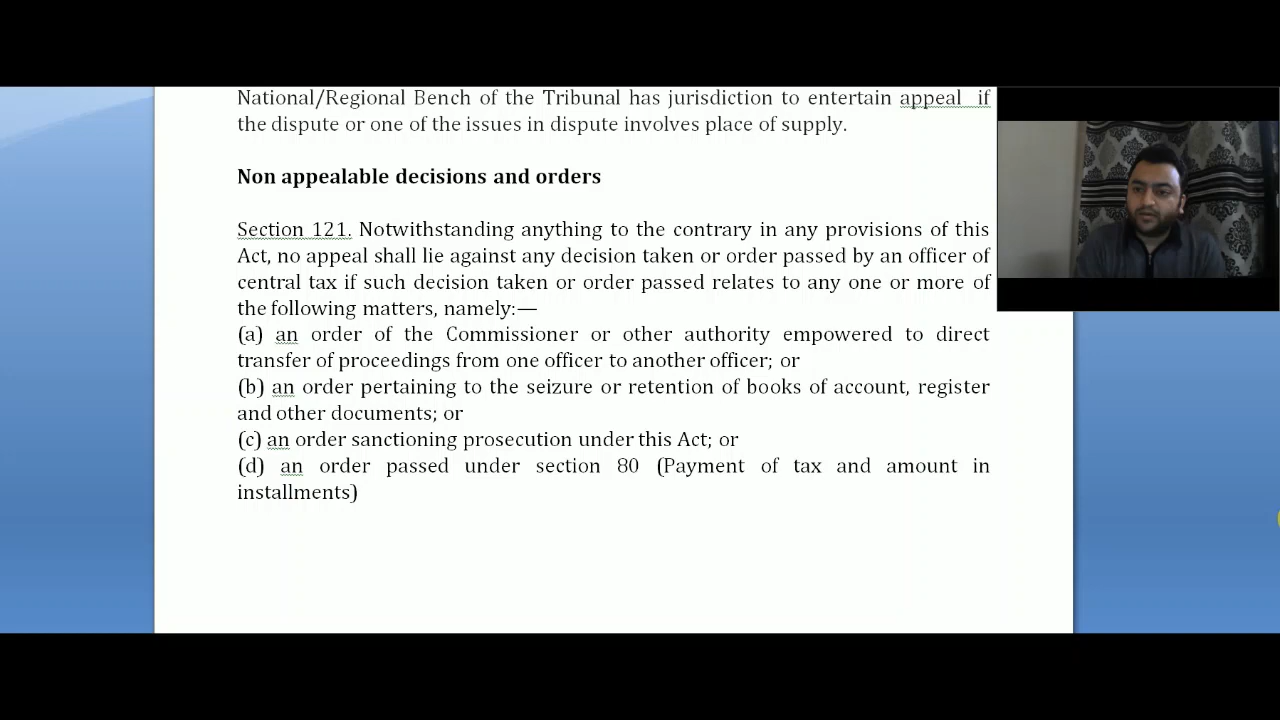 National/Regional Bench of the Tribunal has jurisdiction to entertain appeal if
the dispute or one of the issues in dispute involves place of supply.
Non appealable decisions and orders
Section 121. Notwithstanding anything to the contrary in any provisions of this
Act, no appeal shall lie against any decision taken or order passed by an officer of
central tax if such decision taken or order passed relates to any one or more of
the following matters, namely:—
(a) an order of the Commissioner or other authority empowered to direct
transfer of proceedings from one officer to another officer; or
(b) an order pertaining to the seizure or retention of books of account, register
and other documents; or
(c) an order sanctioning prosecution under this Act; or
(d) an order passed under section 80 (Payment of tax and amount in
installments)